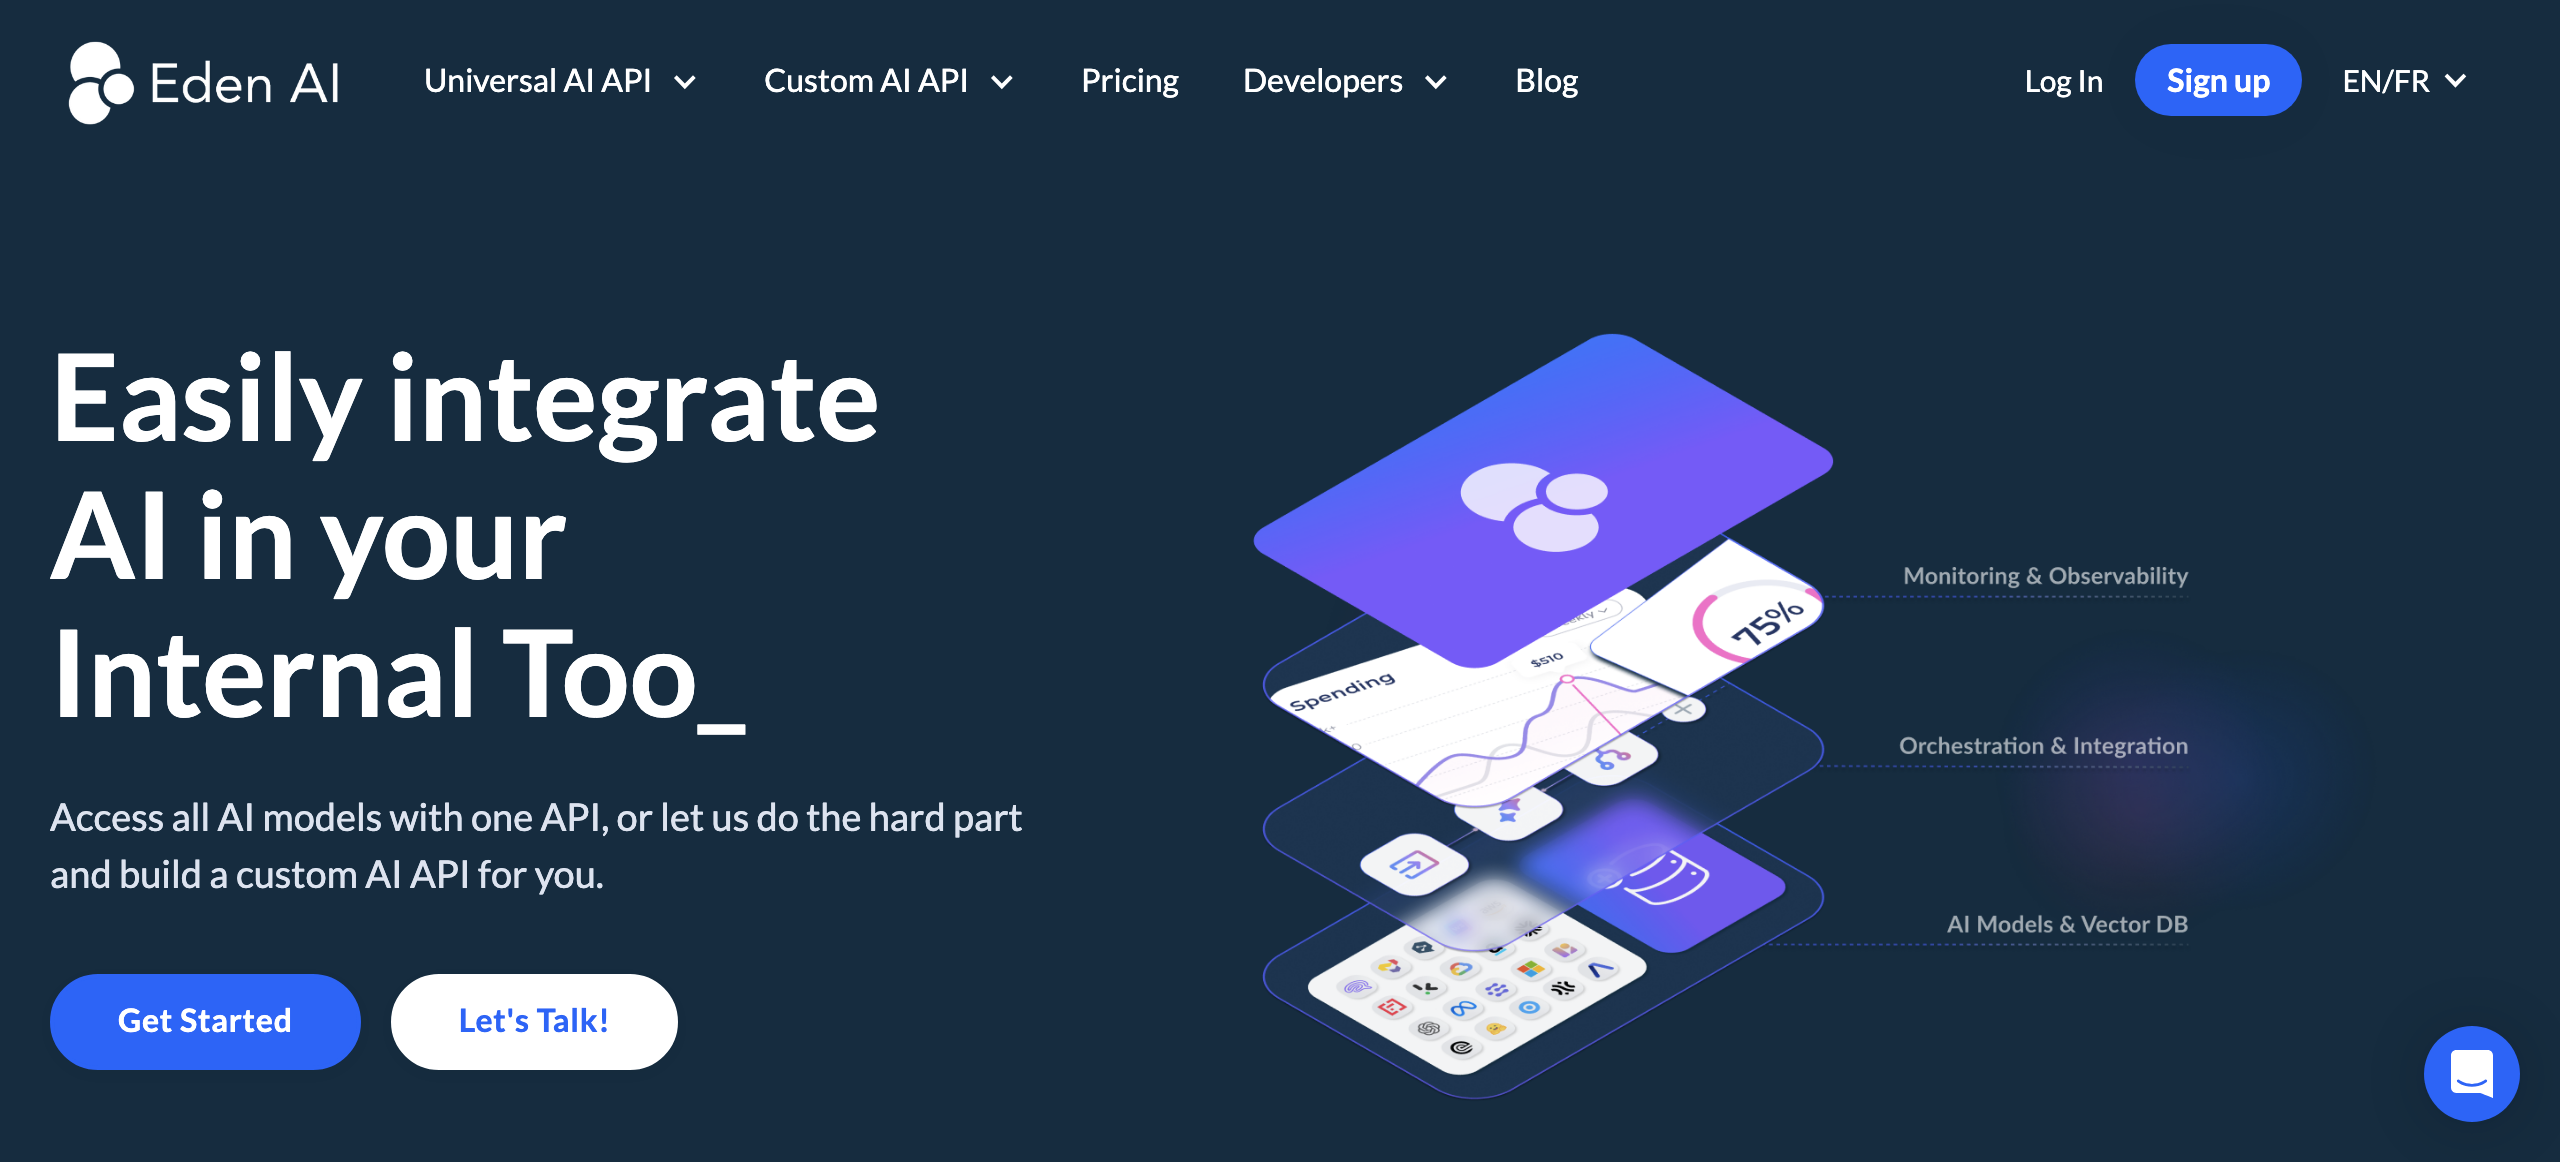 Eden AI
Universal AI API
Custom AI API
Pricing
Developers
Blog
Log In
Sign up
EN/FR
Easily integrate
AI in your
Internal Too_
Access all AI models with one API, or let us do the hard part
and build a custom AI API for you.
Get Started
Let's Talk!
75%
$510
Spending
Monitoring & Observability
Orchestration & Integration
AI Models & Vector DB